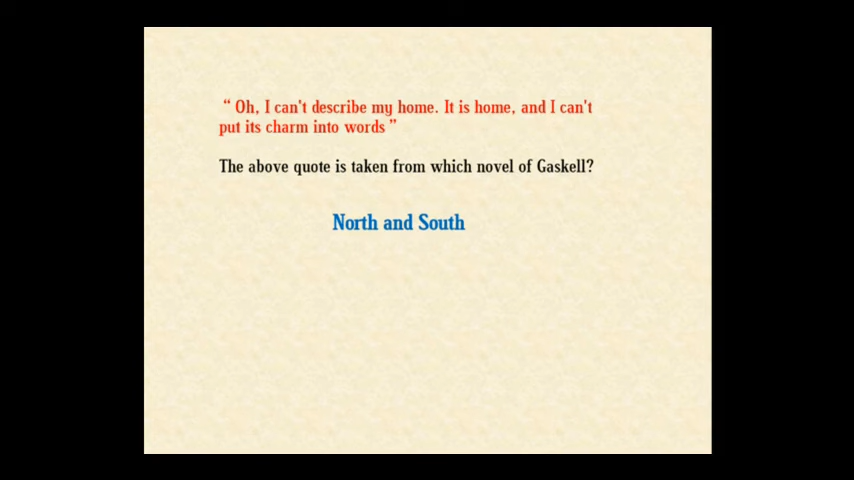 “ Oh, I can't describe my home. It is home, and I can't
put its charm into words ”
The above quote is taken from which novel of Gaskell?
North and South